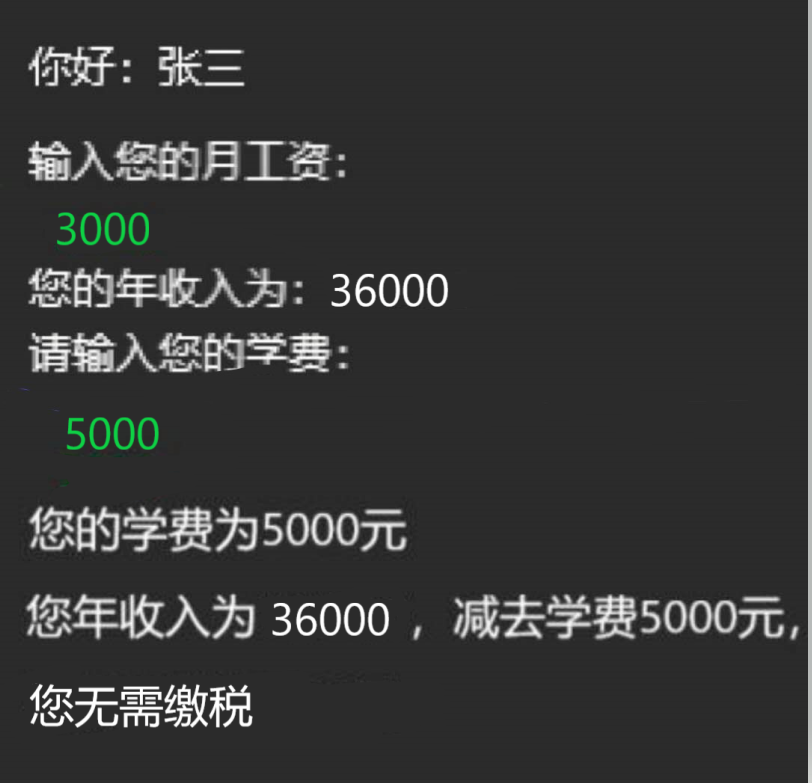 你好：张三
输入您的月工资：
3000
您的年收入为：36000
请输入您的学费：
5000
您的学费为5000元
您年收入为 36000 ，减去学费5000元，
您无需缴税